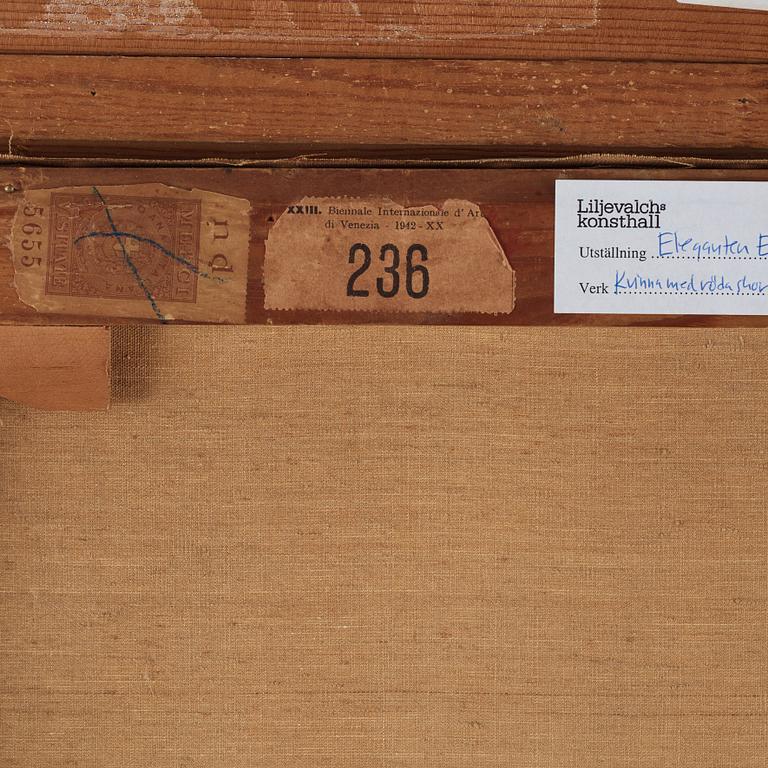 5655
nd
XXIII. Biennale Internazionale d'Ar
di Venezia - 1942 - XX
236
Liljevalchs
konsthall
Utställning Eleganten E
Verk Kvinna med röda skor